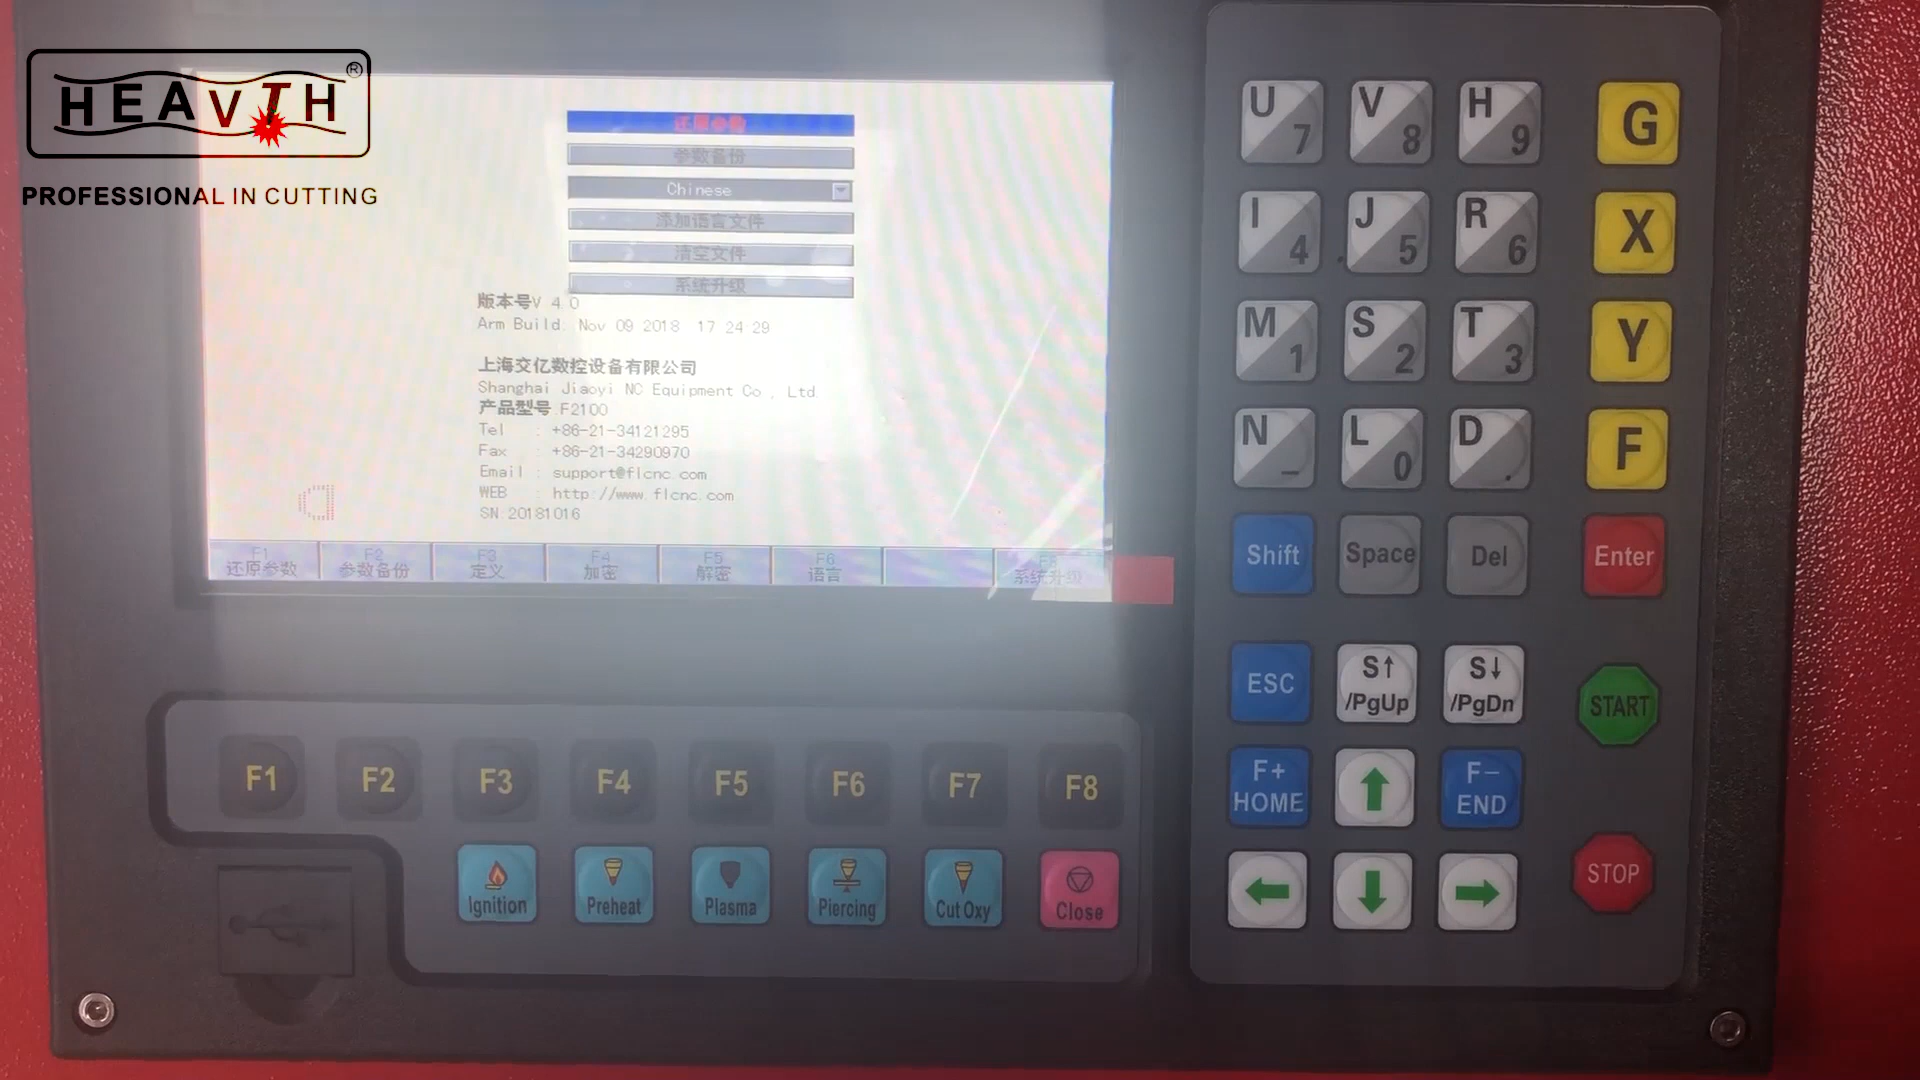 HEAVTH®
PROFESSIONAL IN CUTTING
还原参数
参数备份
Chinese
添加语言文件
清空文件
系统升级
版本号V 4.0
Arm Build: Nov 09 2018 17 24 29
上海交亿数控设备有限公司
Shanghai Jiaoyi NC Equipment Co., Ltd.
产品型号:F2100
Tel : +86-21-34121295
Fax : +86-21-34290970
Email : support@flcnc.com
WEB : http://www.flcnc.com
SN:20181016
F1 F2 F3 F4 F5 F6 F8
还原参数 参数备份 定义 加密 解密 语言 系统升级
F1 F2 F3 F4 F5 F6 F7 F8
Ignition Preheat Plasma Piercing Cut Oxy Close
U 7 V 8 H 9 G
I 4 J 5 R 6 X
M 1 S 2 T 3 Y
N _ L 0 D . F
Shift Space Del Enter
ESC S↑ /PgUp S↓ /PgDn START
F+ HOME ↑ F- END
← ↓ → STOP